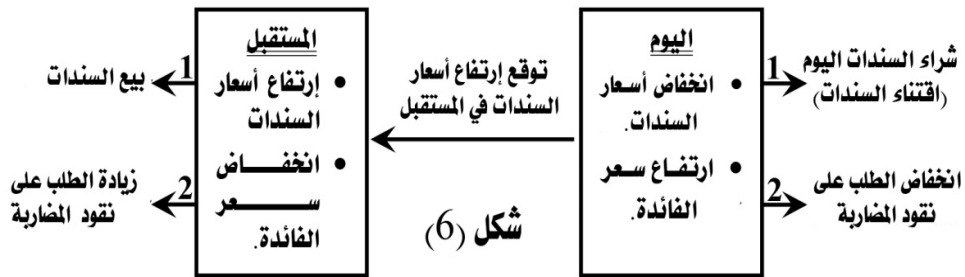 اليوم
• انخفاض أسعار
السندات.
• ارتفاع سعر
الفائدة.
1
شراء السندات اليوم
(اقتناء السندات)
2
انخفاض الطلب على
نقود المضاربة
توقع إرتفاع أسعار
السندات في المستقبل
شكل (6)
المستقبل
• إرتفاع أسعار
السندات
• انخفاض
سعر
الفائدة.
1
بيع السندات
2
زيادة الطلب على
نقود المضاربة